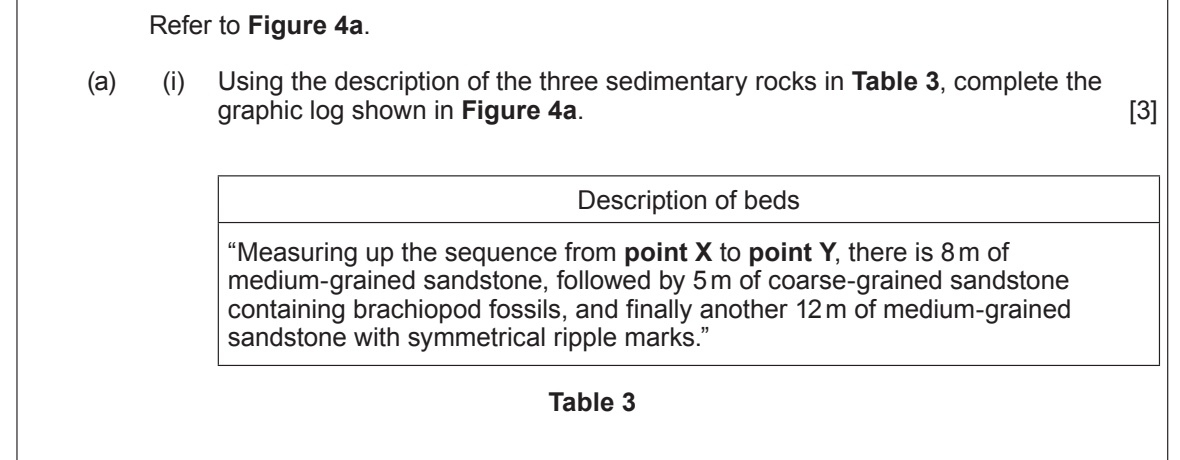 Refer to Figure 4a.
(a) (i) Using the description of the three sedimentary rocks in Table 3, complete the
graphic log shown in Figure 4a. [3]
Description of beds
“Measuring up the sequence from point X to point Y, there is 8 m of
medium-grained sandstone, followed by 5 m of coarse-grained sandstone
containing brachiopod fossils, and finally another 12 m of medium-grained
sandstone with symmetrical ripple marks.”
Table 3